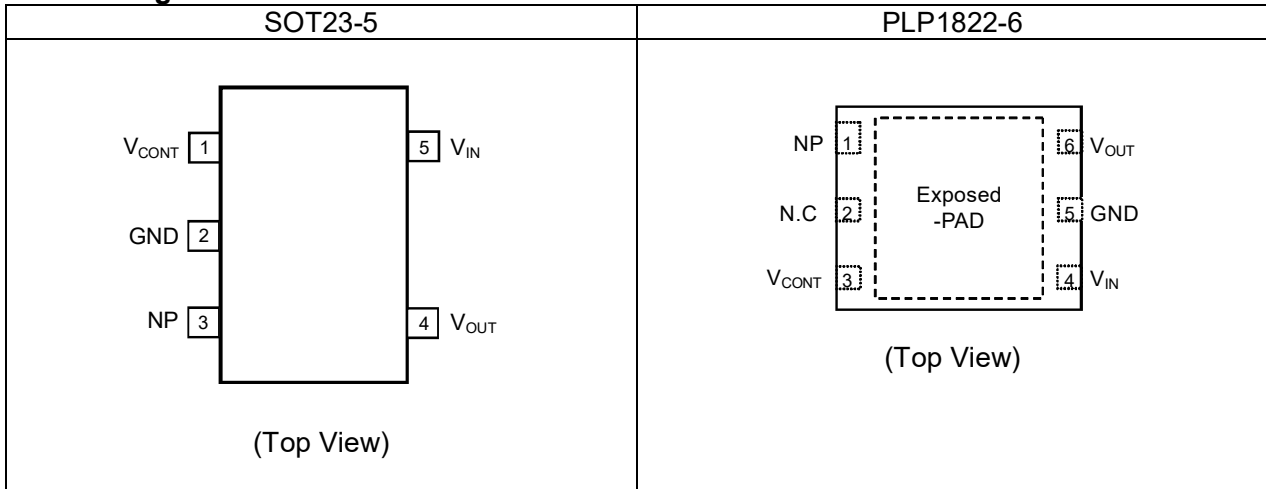 SOT23-5
PLP1822-6
VCONT 1
5 VIN
GND 2
NP 3
4 VOUT
(Top View)
NP 1
6 VOUT
Exposed
-PAD
N.C 2
5 GND
VCONT 3
4 VIN
(Top View)